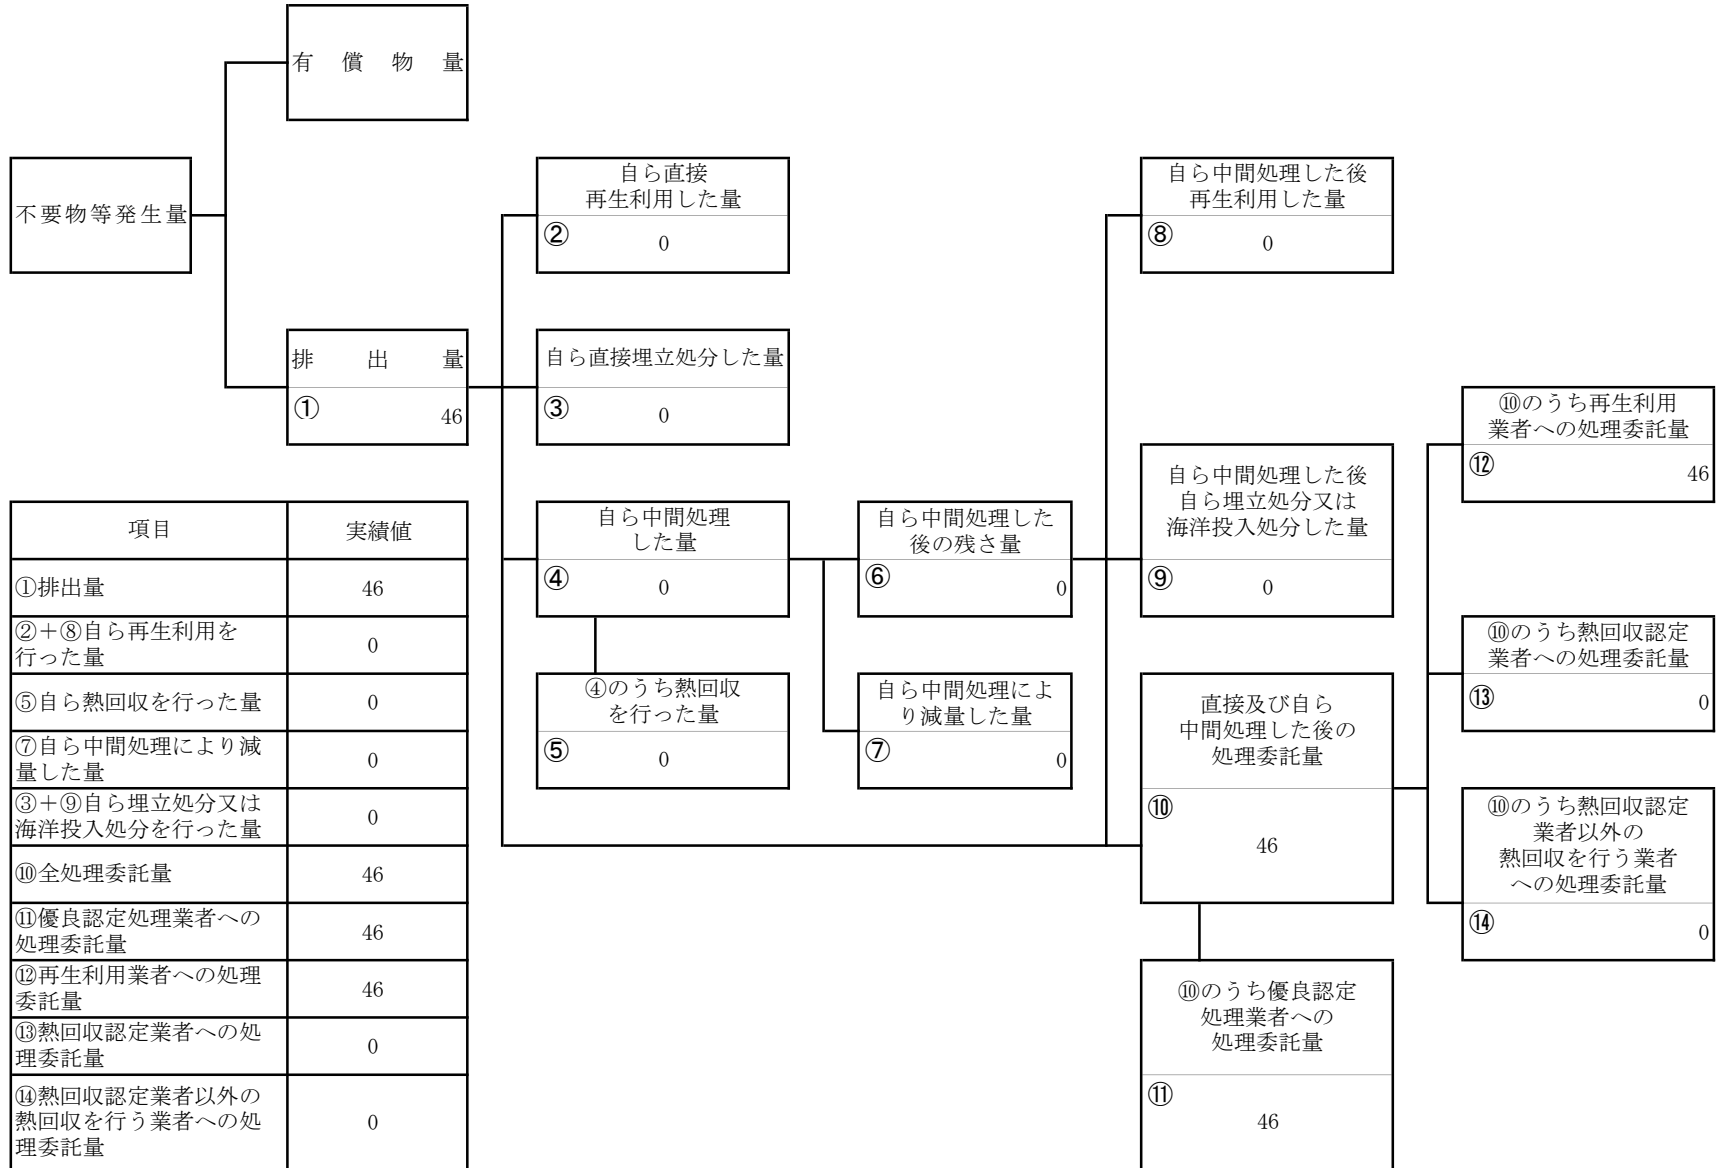 有償物量
不要物等発生量
排出量
①
46
自ら直接
再生利用した量
②
0
自ら直接埋立処分した量
③
0
自ら中間処理
した量
④
0
④のうち熱回収
を行った量
⑤
0
自ら中間処理した
後の残さ量
⑥
0
自ら中間処理によ
り減量した量
⑦
0
自ら中間処理した後
再生利用した量
⑧
0
自ら中間処理した後
自ら埋立処分又は
海洋投入処分した量
⑨
0
直接及び自ら
中間処理した後の
処理委託量
⑩
46
⑩のうち優良認定
処理業者への
処理委託量
⑪
46
⑩のうち再生利用
業者への処理委託量
⑫
46
⑩のうち熱回収認定
業者への処理委託量
⑬
0
⑩のうち熱回収認定
業者以外の
熱回収を行う業者
への処理委託量
⑭
0
項目 実績値
①排出量 46
②+⑧自ら再生利用を
行った量
0
⑤自ら熱回収を行った量 0
⑦自ら中間処理により減
量した量
0
③+⑨自ら埋立処分又は
海洋投入処分を行った量
0
⑩全処理委託量 46
⑪優良認定処理業者への
処理委託量
46
⑫再生利用業者への処理
委託量
46
⑬熱回収認定業者への処
理委託量
0
⑭熱回収認定業者以外の
熱回収を行う業者への処
理委託量
0